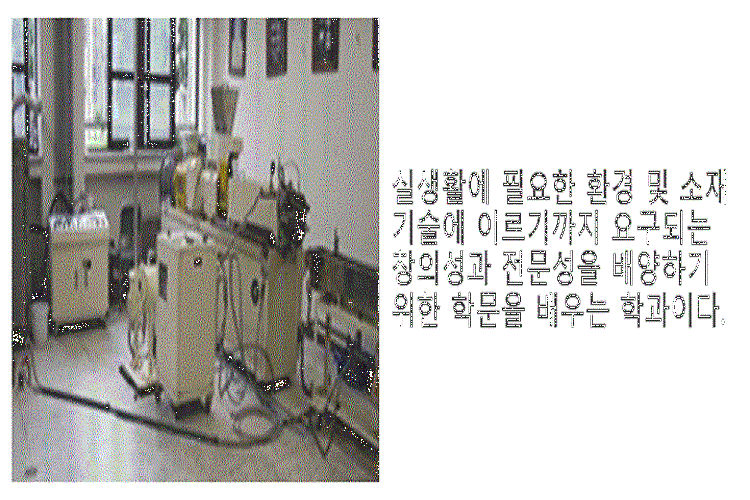 실생활에 필요한 환경 및 소재
기술에 이르기까지 요구되는
창의성과 전문성을 배양하기
위한 학문을 배우는 학과이다.